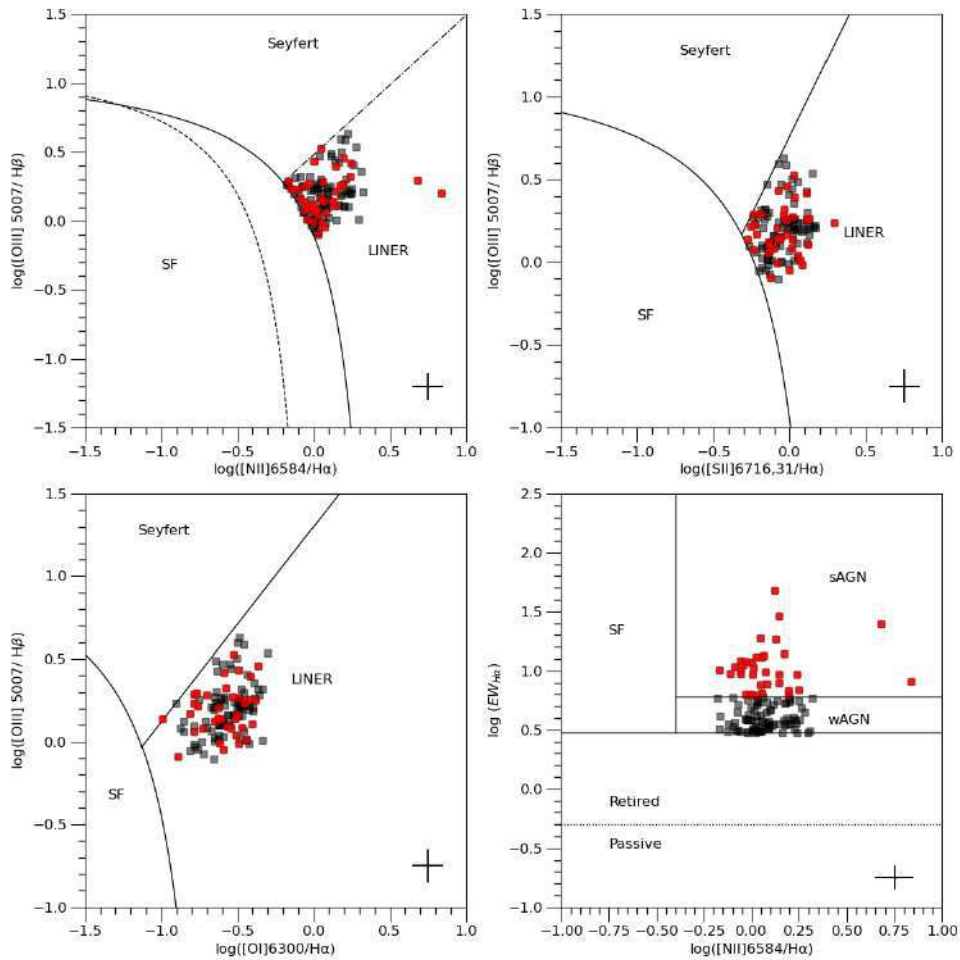 1.5
1.0
0.5
0.0
−0.5
−1.0
−1.5
log([OIII] 5007/ Hβ)
Seyfert
SF
LINER
−1.5 −1.0 −0.5 0.0 0.5 1.0
log([NII]6584/Hα)
1.5
1.0
0.5
0.0
−0.5
−1.0
log([OIII] 5007/ Hβ)
Seyfert
LINER
SF
−1.5 −1.0 −0.5 0.0 0.5 1.0
log([SII]6716,31/Hα)
1.5
1.0
0.5
0.0
−0.5
−1.0
log([OIII] 5007/ Hβ)
Seyfert
LINER
SF
−1.5 −1.0 −0.5 0.0 0.5 1.0
log([OI]6300/Hα)
2.5
2.0
1.5
1.0
0.5
0.0
−0.5
−1.0
log (EWHα)
sAGN
SF
wAGN
Retired
Passive
−1.00 −0.75 −0.50 −0.25 0.00 0.25 0.50 0.75 1.00
log([NII]6584/Hα)